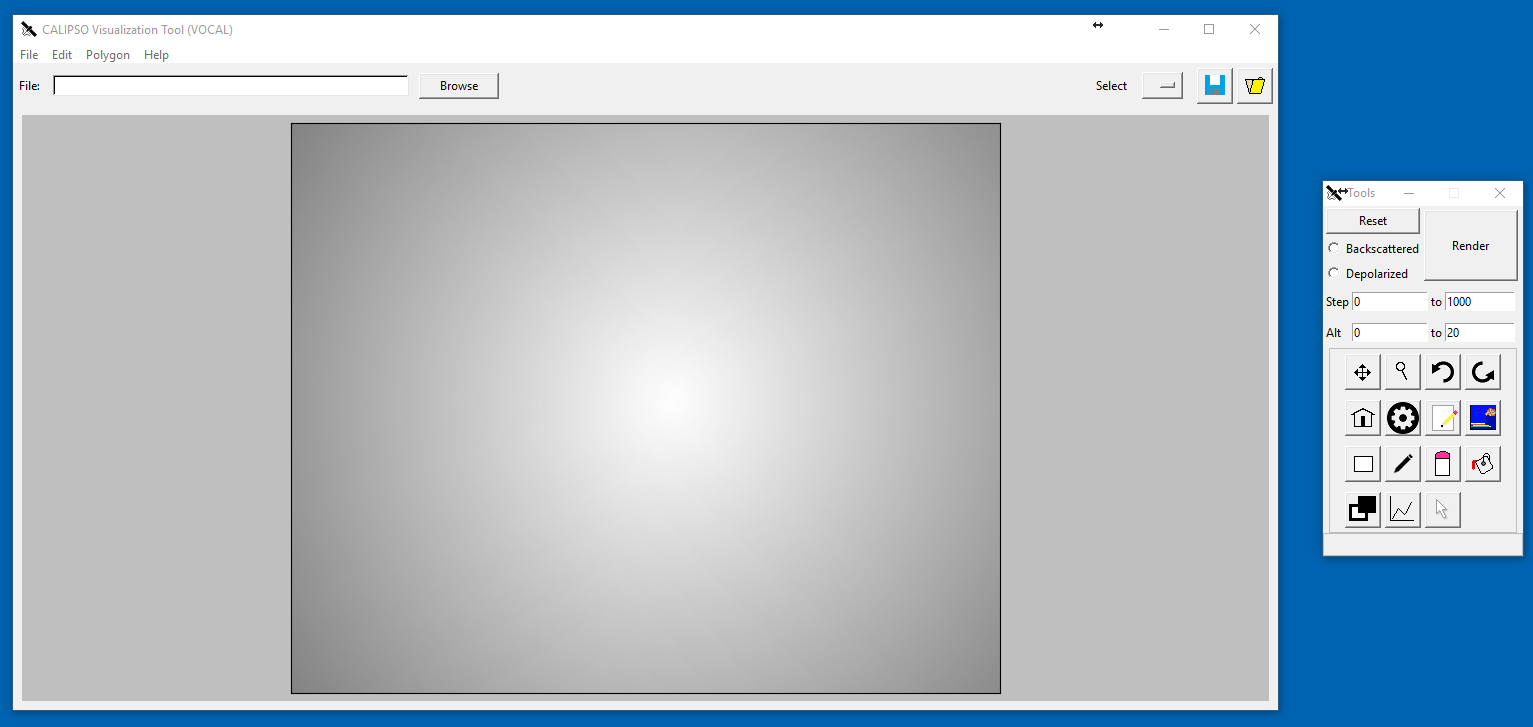 CALIPSO Visualization Tool (VOCAL)
File Edit Polygon Help
File: Browse Select
Tools
Reset
Render
Backscattered
Depolarized
Step 0 to 1000
Alt 0 to 20